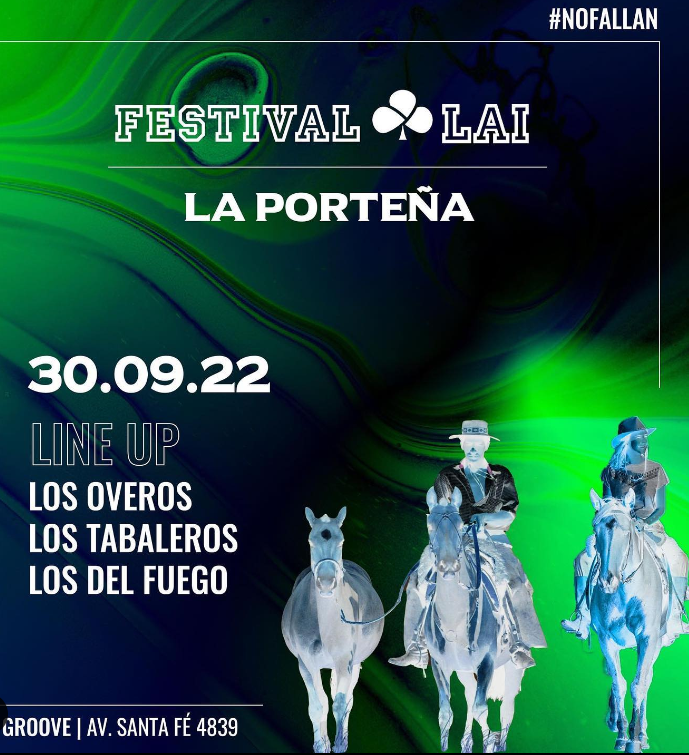 #NOFALLAN
FESTIVAL LAI
LA PORTEÑA
30.09.22
LINE UP
LOS OVEROS
LOS TABALEROS
LOS DEL FUEGO
GROOVE | AV. SANTA FÉ 4839